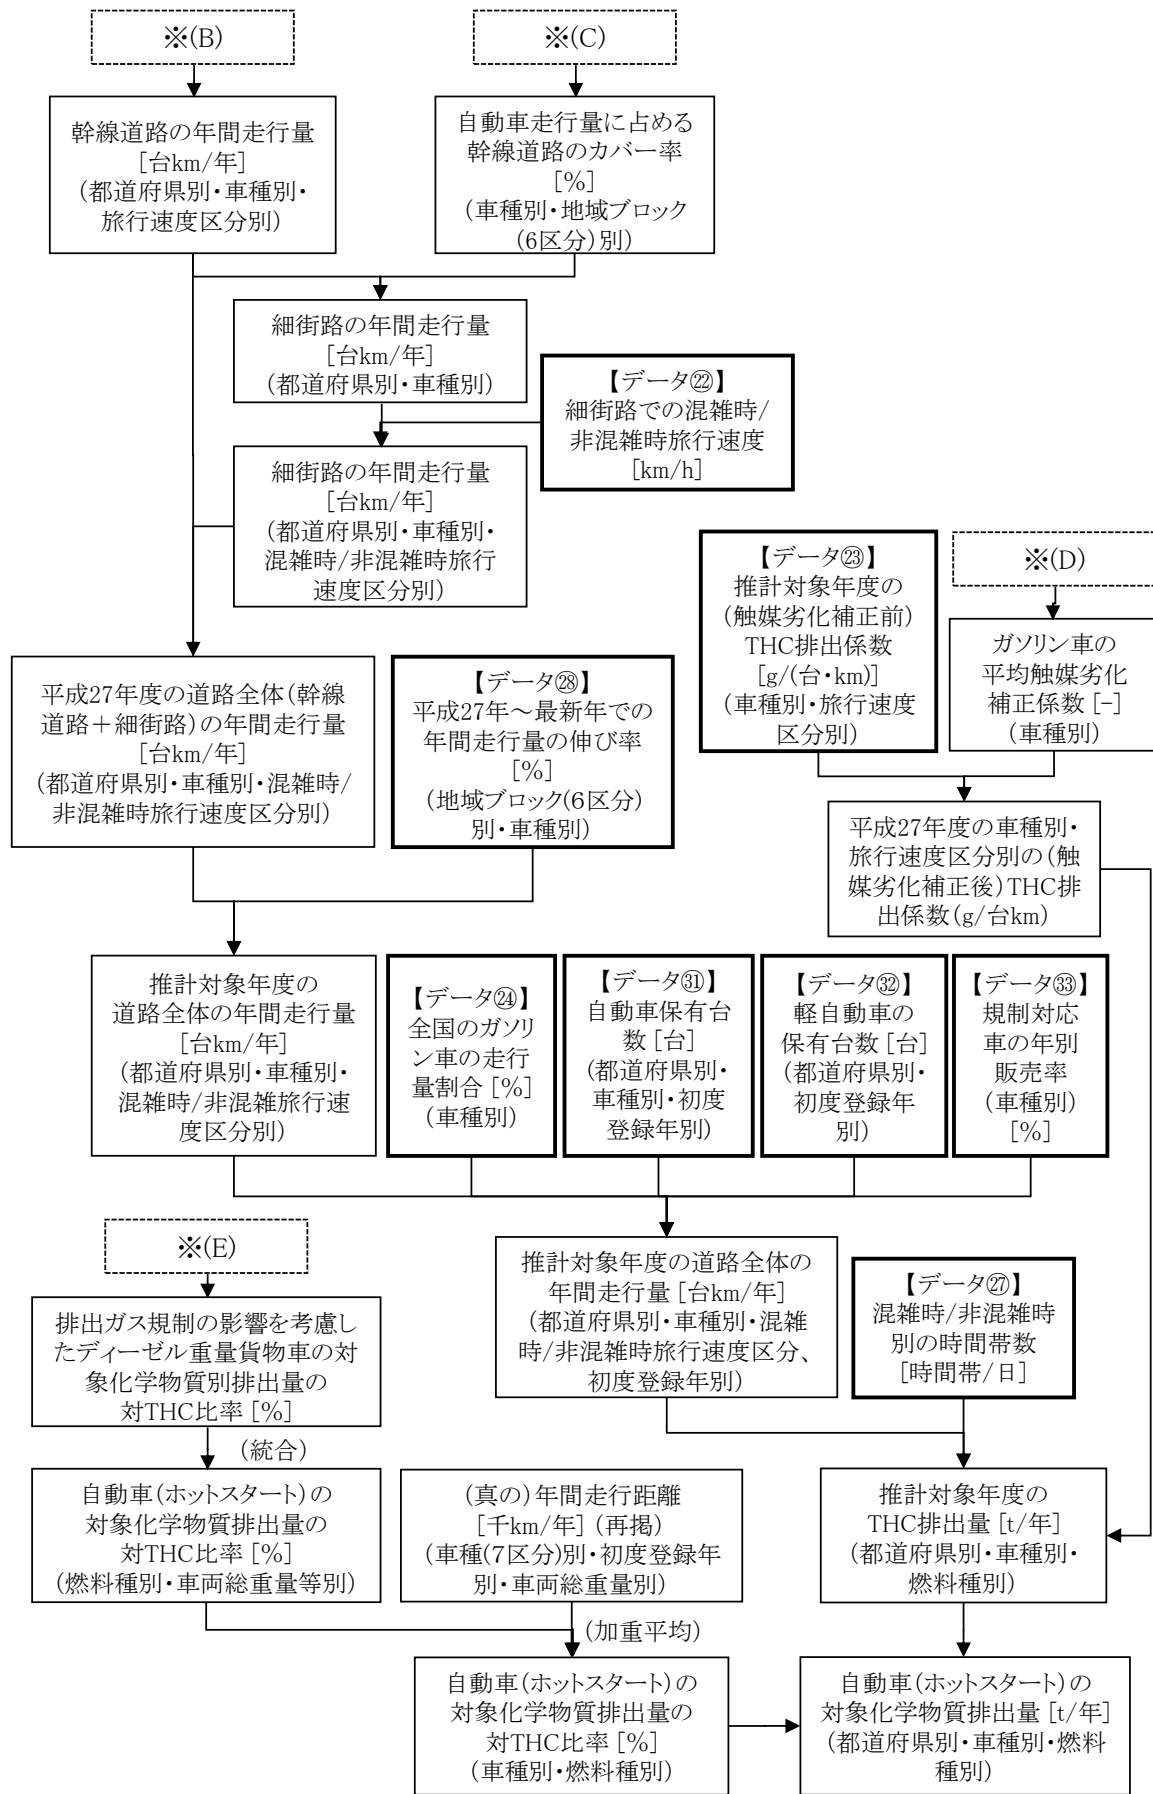 ※(B)
※(C)
幹線道路の年間走行量
[台km/年]
(都道府県別・車種別・
旅行速度区分別)
自動車走行量に占める
幹線道路のカバー率
[%]
(車種別・地域ブロック
(6区分)別)
細街路の年間走行量
[台km/年]
(都道府県別・車種別)
【データ㉒】
細街路での混雑時/
非混雑時旅行速度
[km/h]
細街路の年間走行量
[台km/年]
(都道府県別・車種別・
混雑時/非混雑時旅行
速度区分別)
【データ㉓】
推計対象年度の
(触媒劣化補正前)
THC排出係数
[g/(台・km)]
(車種別・旅行速度
区分別)
※(D)
ガソリン車の
平均触媒劣化
補正係数[-]
(車種別)
平成27年度の道路全体(幹線
道路+細街路)の年間走行量
[台km/年]
(都道府県別・車種別・混雑時/
非混雑時旅行速度区分別)
【データ㉘】
平成27年～最新年での
年間走行量の伸び率
[%]
(地域ブロック(6区分)
別・車種別)
平成27年度の車種別・
旅行速度区分別の(触
媒劣化補正後)THC排
出係数(g/台km)
推計対象年度の
道路全体の年間走行量
[台km/年]
(都道府県別・車種別・
混雑時/非混雑旅行速
度区分別)
【データ㉔】
全国のガソリ
ン車の走行
量割合[%]
(車種別)
【データ㉛】
自動車保有台
数[台]
(都道府県別・
車種別・初度
登録年別)
【データ㉜】
軽自動車の
保有台数[台]
(都道府県別・
初度登録年
別)
【データ㉝】
規制対応
車の年別
販売率
(車種別)
[%]
※(E)
推計対象年度の道路全体の
年間走行量[台km/年]
(都道府県別・車種別・混雑
時/非混雑時旅行速度区分、
初度登録年別)
【データ㉗】
混雑時/非混雑時
別の時間帯数
[時間帯/日]
排出ガス規制の影響を考慮し
たディーゼル重量貨物車の対
象化学物質別排出量の
対THC比率[%]
(統合)
自動車(ホットスタート)の
対象化学物質排出量の
対THC比率[%]
(燃料種別・車両総重量等別)
(真の)年間走行距離
[千km/年](再掲)
(車種(7区分)別・初度登録年
別・車両総重量別)
推計対象年度の
THC排出量[t/年]
(都道府県別・車種別・
燃料種別)
(加重平均)
自動車(ホットスタート)の
対象化学物質排出量の
対THC比率[%]
(車種別・燃料種別)
自動車(ホットスタート)の
対象化学物質排出量[t/年]
(都道府県別・車種別・燃料
種別)